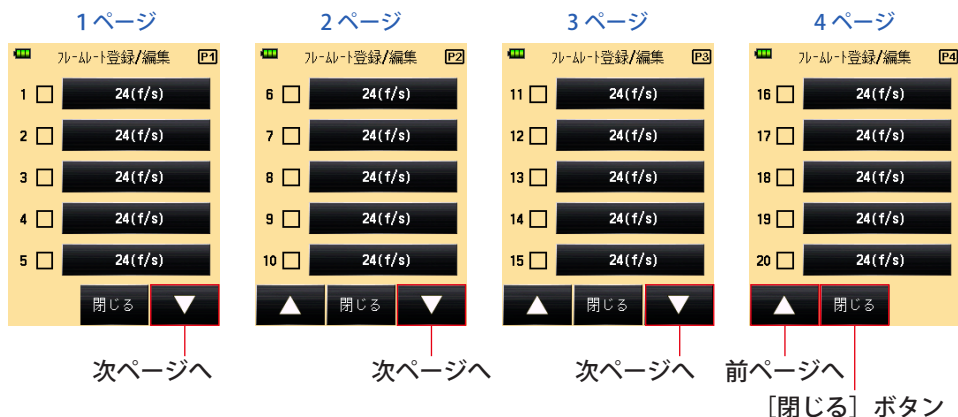 1 ページ
フレームレート登録/編集 P1
1 24(f/s)
2 24(f/s)
3 24(f/s)
4 24(f/s)
5 24(f/s)
閉じる
次ページへ
2 ページ
フレームレート登録/編集 P2
6 24(f/s)
7 24(f/s)
8 24(f/s)
9 24(f/s)
10 24(f/s)
閉じる
次ページへ
3 ページ
フレームレート登録/編集 P3
11 24(f/s)
12 24(f/s)
13 24(f/s)
14 24(f/s)
15 24(f/s)
閉じる
次ページへ
4 ページ
フレームレート登録/編集 P4
16 24(f/s)
17 24(f/s)
18 24(f/s)
19 24(f/s)
20 24(f/s)
閉じる
前ページへ
［閉じる］ボタン